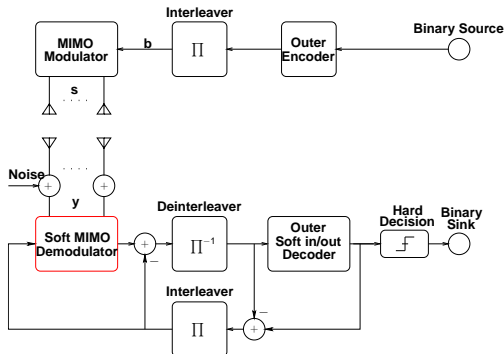 Interleaver
Binary Source
MIMO
Modulator
b
Π
Outer
Encoder
s
Noise
+
+
y
Deinterleaver
Hard
Decision
Binary
Sink
Soft MIMO
Demodulator
+
−
Π⁻¹
Outer
Soft in/out
Decoder
Interleaver
−
Π
+